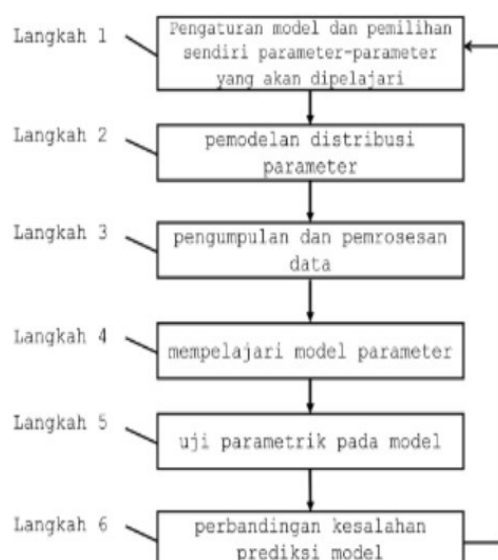 Langkah 1
Pengaturan model dan pemilihan
sendiri parameter-parameter
yang akan dipelajari
Langkah 2
pemodelan distribusi
parameter
Langkah 3
pengumpulan dan pemrosesan
data
Langkah 4
mempelajari model parameter
Langkah 5
uji parametrik pada model
Langkah 6
perbandingan kesalahan
prediksi model